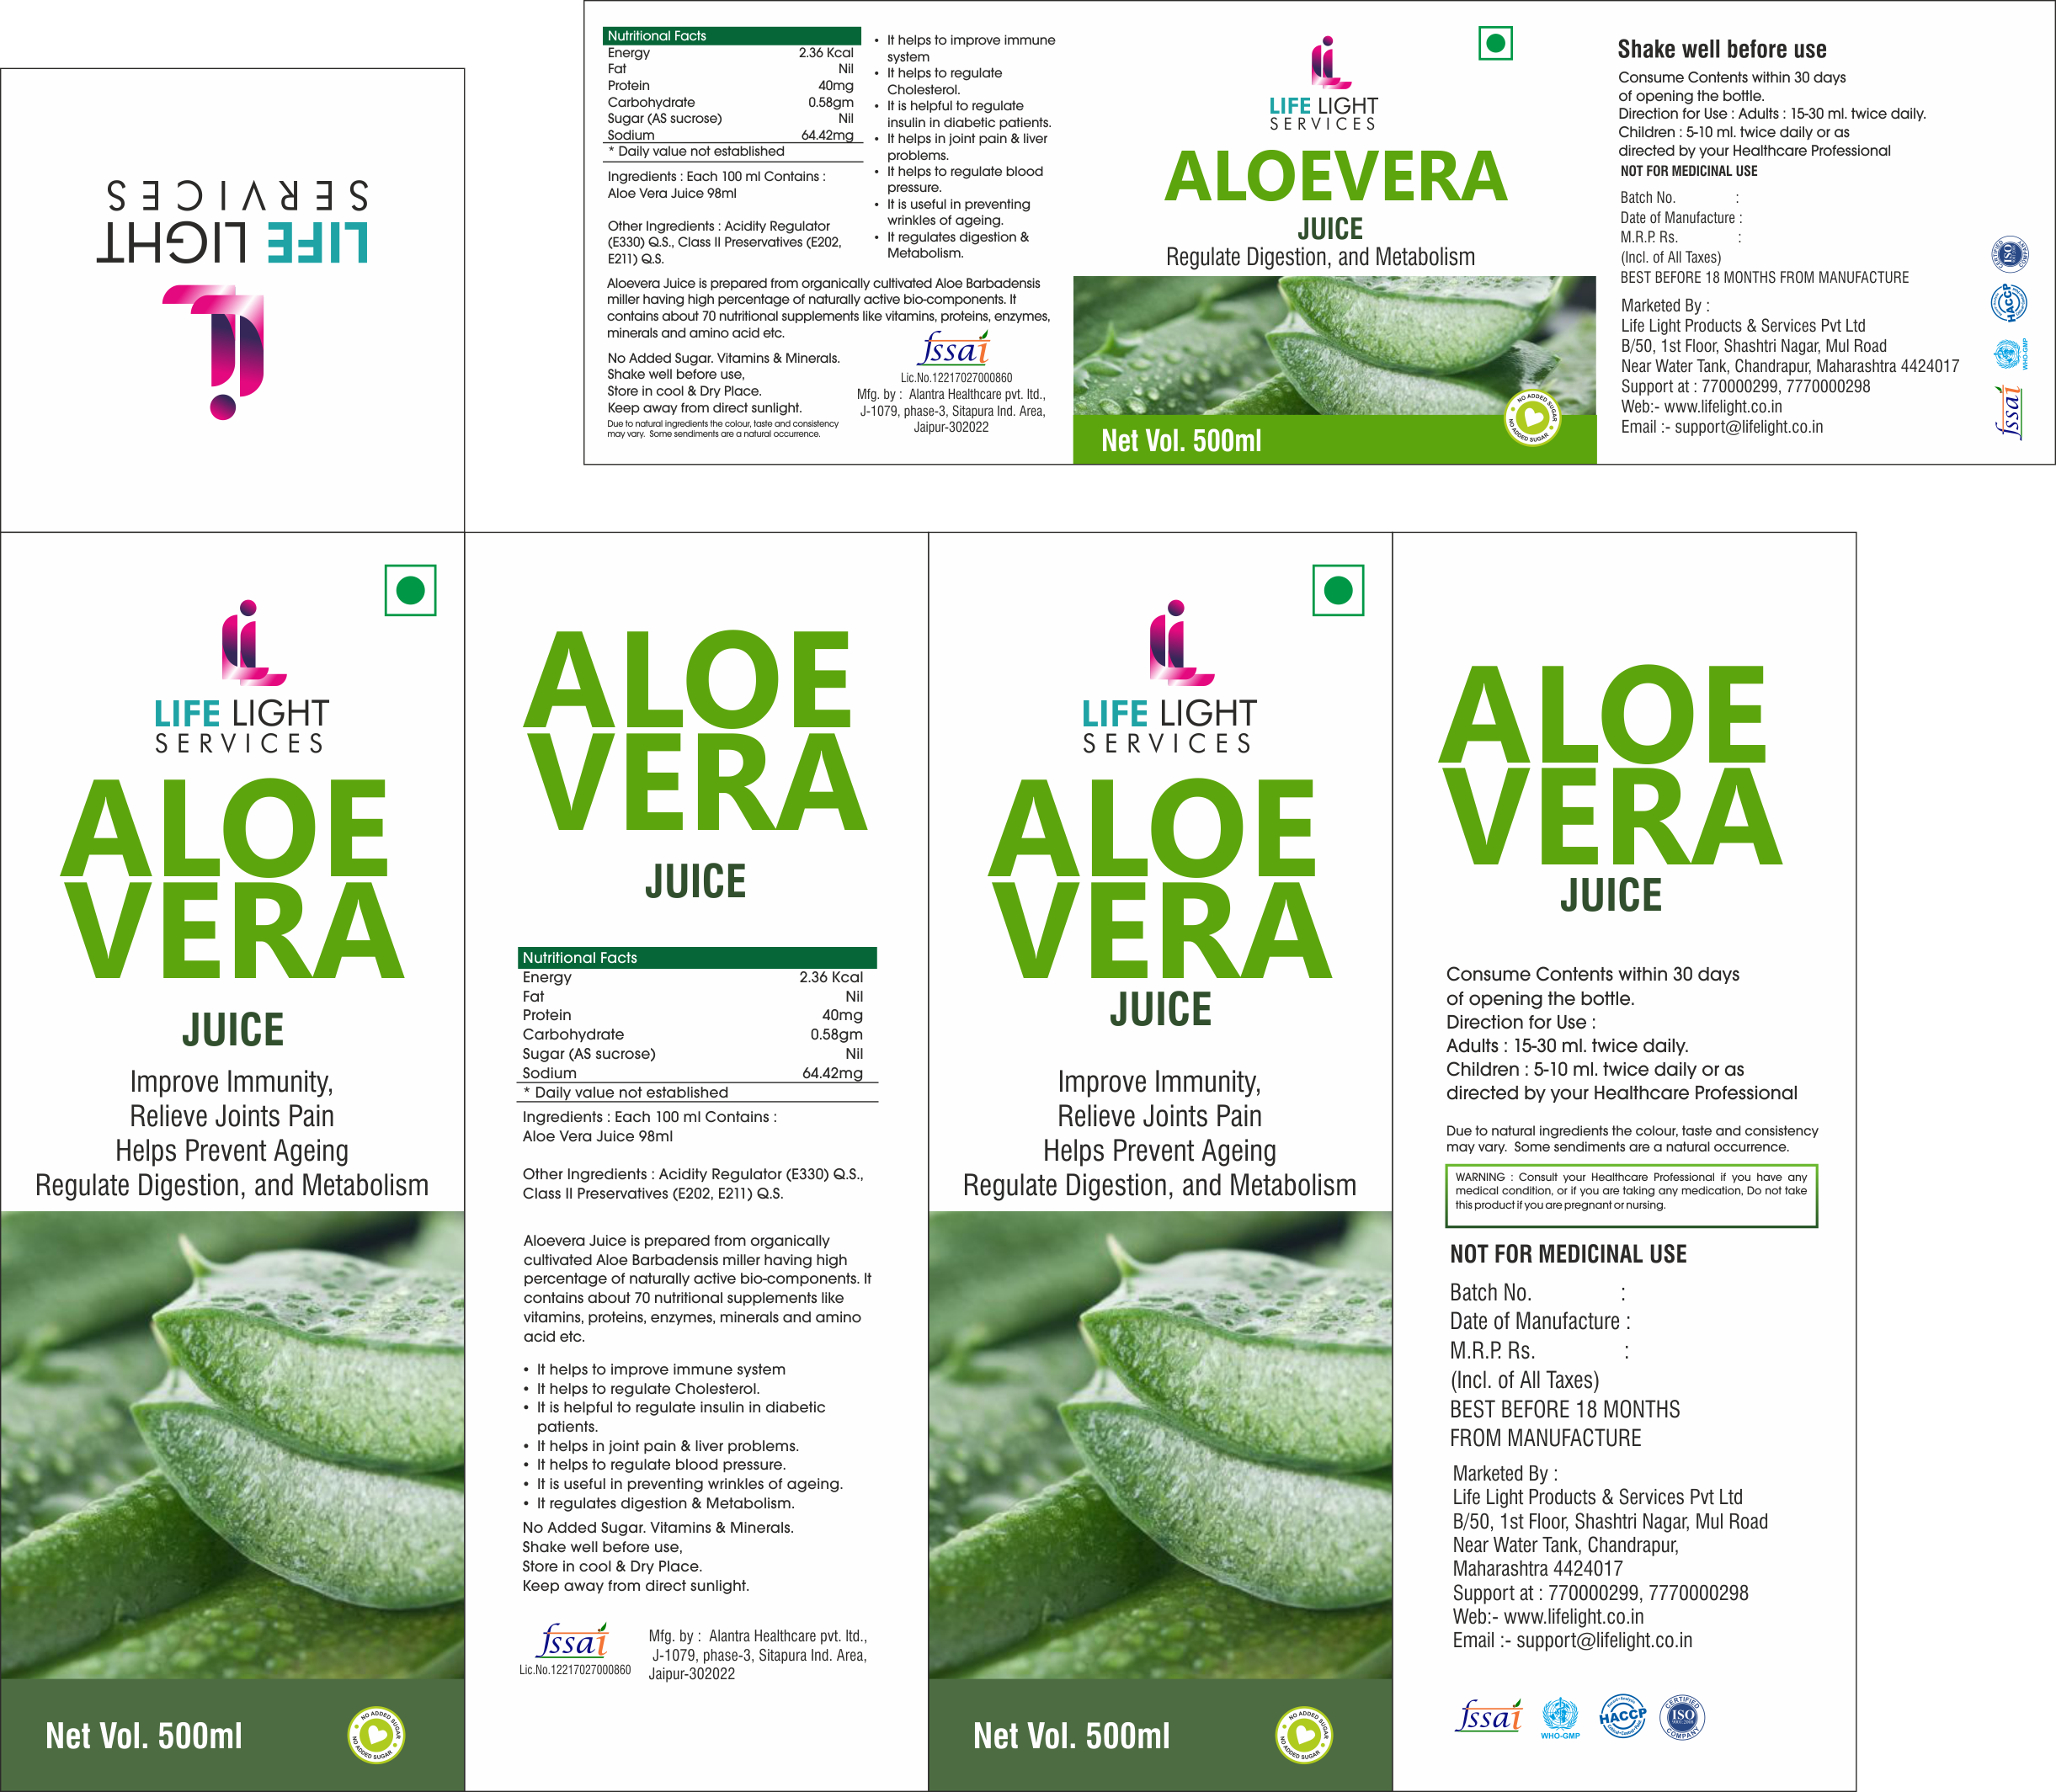 LIFE LIGHT
SERVICES
Nutritional Facts
Energy 2.36 Kcal
Fat Nil
Protein 40mg
Carbohydrate 0.58gm
Sugar (AS sucrose) Nil
Sodium 64.42mg
* Daily value not established
Ingredients : Each 100 ml Contains :
Aloe Vera Juice 98ml
Other Ingredients : Acidity Regulator
(E330) Q.S., Class II Preservatives (E202,
E211) Q.S.
• It helps to improve immune
system
• It helps to regulate
Cholesterol.
• It is helpful to regulate
insulin in diabetic patients.
• It helps in joint pain & liver
problems.
• It helps to regulate blood
pressure.
• It is useful in preventing
wrinkles of ageing.
• It regulates digestion &
Metabolism.
Aloevera Juice is prepared from organically cultivated Aloe Barbadensis
miller having high percentage of naturally active bio-components. It
contains about 70 nutritional supplements like vitamins, proteins, enzymes,
minerals and amino acid etc.
No Added Sugar. Vitamins & Minerals.
Shake well before use,
Store in cool & Dry Place.
Keep away from direct sunlight.
Due to natural ingredients the colour, taste and consistency
may vary. Some sendiments are a natural occurrence.
fssai
Lic.No.12217027000860
Mfg. by : Alantra Healthcare pvt. ltd.,
J-1079, phase-3, Sitapura Ind. Area,
Jaipur-302022
LIFE LIGHT
SERVICES
ALOEVERA
JUICE
Regulate Digestion, and Metabolism
Net Vol. 500ml
NO ADDED SUGAR
NO ADDED SUGAR
Shake well before use
Consume Contents within 30 days
of opening the bottle.
Direction for Use : Adults : 15-30 ml. twice daily.
Children : 5-10 ml. twice daily or as
directed by your Healthcare Professional
NOT FOR MEDICINAL USE
Batch No. :
Date of Manufacture :
M.R.P. Rs. :
(Incl. of All Taxes)
BEST BEFORE 18 MONTHS FROM MANUFACTURE
Marketed By :
Life Light Products & Services Pvt Ltd
B/50, 1st Floor, Shashtri Nagar, Mul Road
Near Water Tank, Chandrapur, Maharashtra 4424017
Support at : 770000299, 7770000298
Web:- www.lifelight.co.in
Email :- support@lifelight.co.in
CERTIFIED
ISO
COMPANY
HACCP
WHO-GMP
fssai
LIFE LIGHT
SERVICES
ALOE
VERA
JUICE
Improve Immunity,
Relieve Joints Pain
Helps Prevent Ageing
Regulate Digestion, and Metabolism
Net Vol. 500ml
NO ADDED SUGAR
NO ADDED SUGAR
ALOE
VERA
JUICE
Nutritional Facts
Energy 2.36 Kcal
Fat Nil
Protein 40mg
Carbohydrate 0.58gm
Sugar (AS sucrose) Nil
Sodium 64.42mg
* Daily value not established
Ingredients : Each 100 ml Contains :
Aloe Vera Juice 98ml
Other Ingredients : Acidity Regulator (E330) Q.S.,
Class II Preservatives (E202, E211) Q.S.
Aloevera Juice is prepared from organically
cultivated Aloe Barbadensis miller having high
percentage of naturally active bio-components. It
contains about 70 nutritional supplements like
vitamins, proteins, enzymes, minerals and amino
acid etc.
• It helps to improve immune system
• It helps to regulate Cholesterol.
• It is helpful to regulate insulin in diabetic
patients.
• It helps in joint pain & liver problems.
• It helps to regulate blood pressure.
• It is useful in preventing wrinkles of ageing.
• It regulates digestion & Metabolism.
No Added Sugar. Vitamins & Minerals.
Shake well before use,
Store in cool & Dry Place.
Keep away from direct sunlight.
fssai
Lic.No.12217027000860
Mfg. by : Alantra Healthcare pvt. ltd.,
J-1079, phase-3, Sitapura Ind. Area,
Jaipur-302022
LIFE LIGHT
SERVICES
ALOE
VERA
JUICE
Improve Immunity,
Relieve Joints Pain
Helps Prevent Ageing
Regulate Digestion, and Metabolism
Net Vol. 500ml
NO ADDED SUGAR
NO ADDED SUGAR
ALOE
VERA
JUICE
Consume Contents within 30 days
of opening the bottle.
Direction for Use :
Adults : 15-30 ml. twice daily.
Children : 5-10 ml. twice daily or as
directed by your Healthcare Professional
Due to natural ingredients the colour, taste and consistency
may vary. Some sendiments are a natural occurrence.
WARNING : Consult your Healthcare Professional if you have any
medical condition, or if you are taking any medication, Do not take
this product if you are pregnant or nursing.
NOT FOR MEDICINAL USE
Batch No. :
Date of Manufacture :
M.R.P. Rs. :
(Incl. of All Taxes)
BEST BEFORE 18 MONTHS
FROM MANUFACTURE
Marketed By :
Life Light Products & Services Pvt Ltd
B/50, 1st Floor, Shashtri Nagar, Mul Road
Near Water Tank, Chandrapur,
Maharashtra 4424017
Support at : 770000299, 7770000298
Web:- www.lifelight.co.in
Email :- support@lifelight.co.in
fssai
WHO-GMP
HACCP
CERTIFIED
ISO
COMPANY